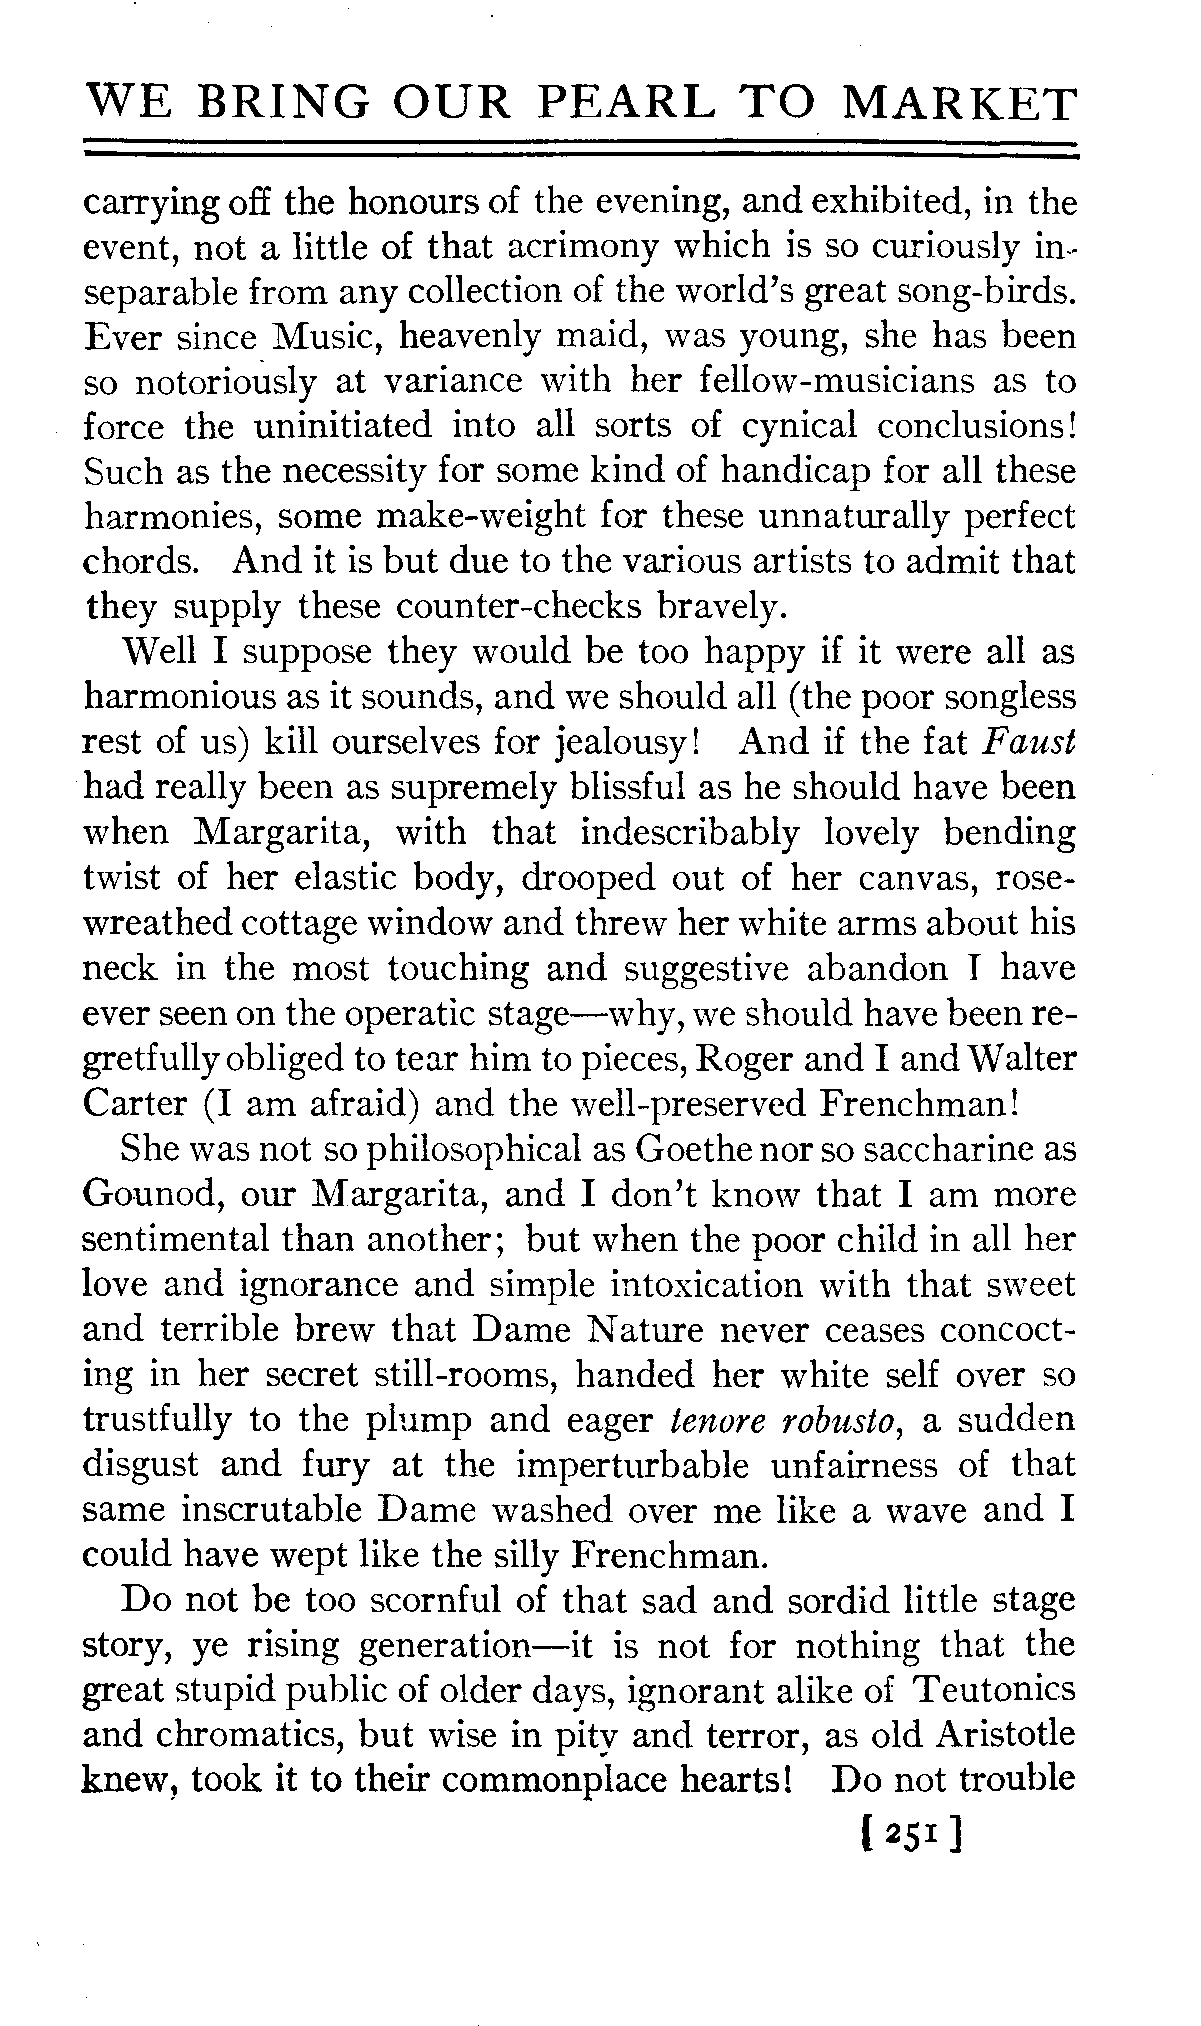 WE BRING OUR PEARL TO MARKET
carrying off the honours of the evening, and exhibited, in the
event, not a little of that acrimony which is so curiously in-
separable from any collection of the world's great song-birds.
Ever since Music, heavenly maid, was young, she has been
so notoriously at variance with her fellow-musicians as to
force the uninitiated into all sorts of cynical conclusions!
Such as the necessity for some kind of handicap for all these
harmonies, some make-weight for these unnaturally perfect
chords. And it is but due to the various artists to admit that
they supply these counter-checks bravely.
Well I suppose they would be too happy if it were all as
harmonious as it sounds, and we should all (the poor songless
rest of us) kill ourselves for jealousy! And if the fat Faust
had really been as supremely blissful as he should have been
when Margarita, with that indescribably lovely bending
twist of her elastic body, drooped out of her canvas, rose-
wreathed cottage window and threw her white arms about his
neck in the most touching and suggestive abandon I have
ever seen on the operatic stage—why, we should have been re-
gretfully obliged to tear him to pieces, Roger and I and Walter
Carter (I am afraid) and the well-preserved Frenchman!
She was not so philosophical as Goethe nor so saccharine as
Gounod, our Margarita, and I don't know that I am more
sentimental than another; but when the poor child in all her
love and ignorance and simple intoxication with that sweet
and terrible brew that Dame Nature never ceases concoct-
ing in her secret still-rooms, handed her white self over so
trustfully to the plump and eager tenore robusto, a sudden
disgust and fury at the imperturbable unfairness of that
same inscrutable Dame washed over me like a wave and I
could have wept like the silly Frenchman.
Do not be too scornful of that sad and sordid little stage
story, ye rising generation—it is not for nothing that the
great stupid public of older days, ignorant alike of Teutonics
and chromatics, but wise in pity and terror, as old Aristotle
knew, took it to their commonplace hearts! Do not trouble
[ 251 ]